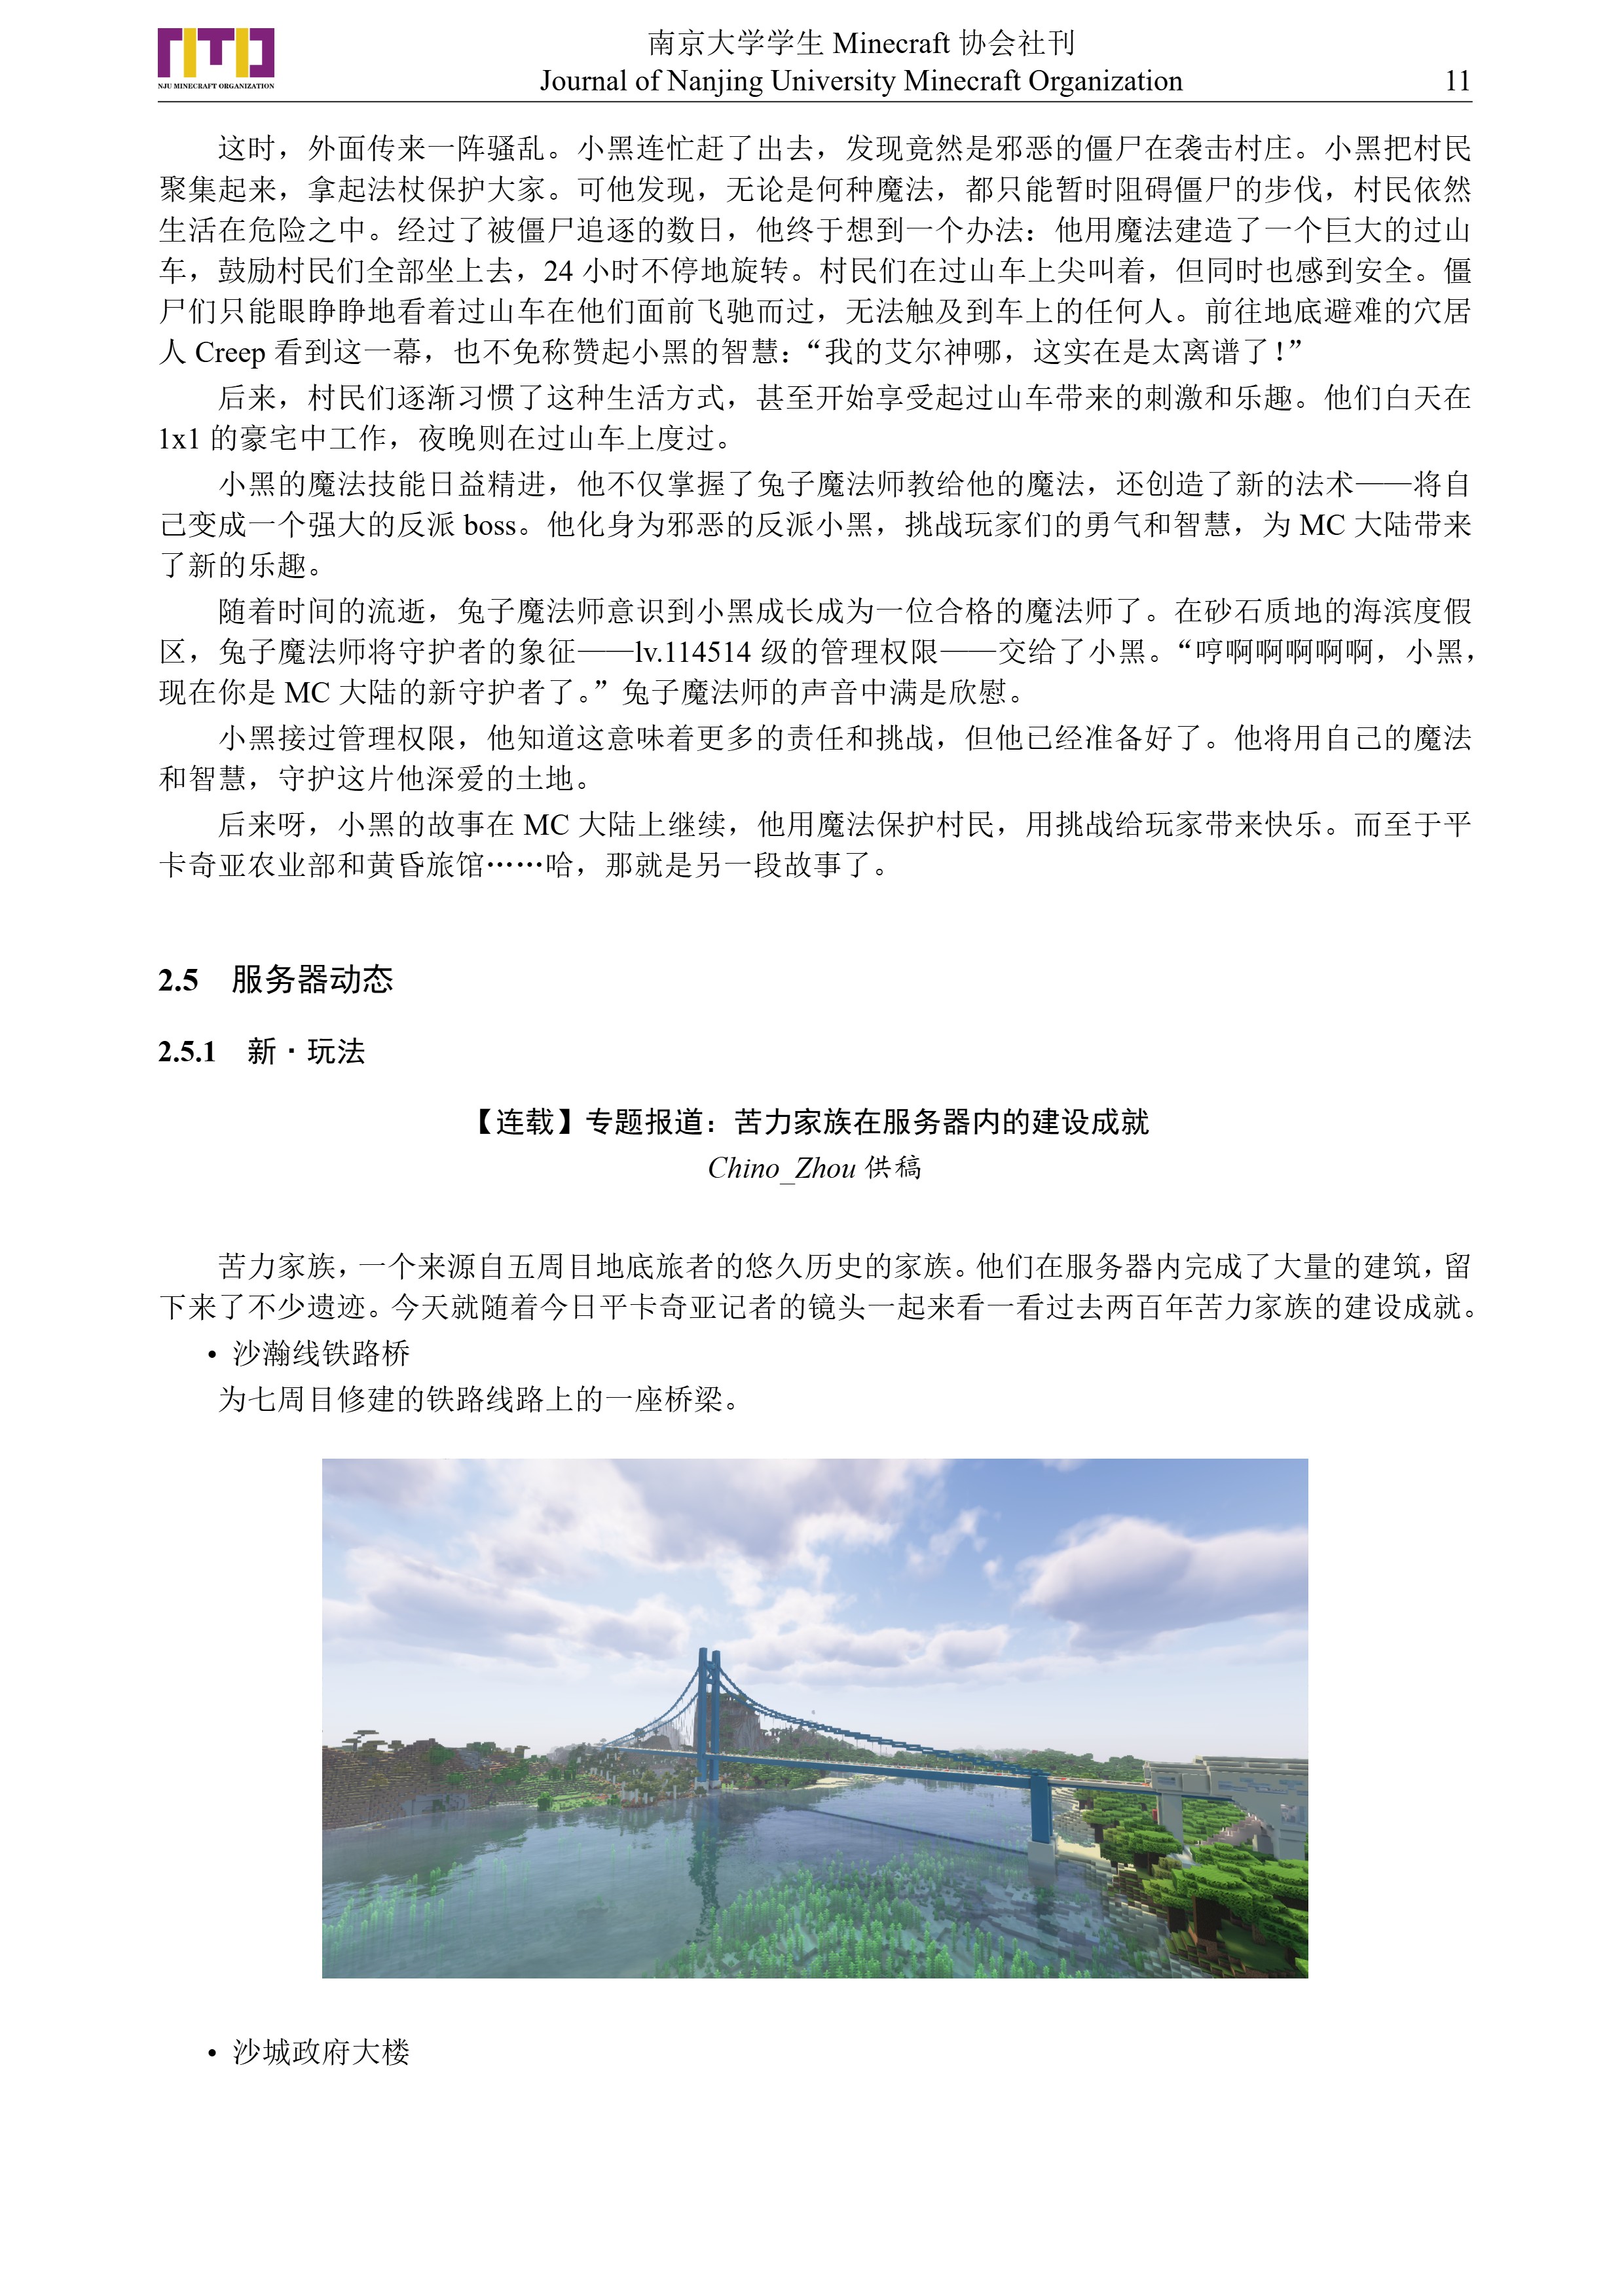 NJU MINECRAFT ORGANIZATION
南京大学学生 Minecraft 协会社刊
Journal of Nanjing University Minecraft Organization
11
这时，外面传来一阵骚乱。小黑连忙赶了出去，发现竟然是邪恶的僵尸在袭击村庄。小黑把村民
聚集起来，拿起法杖保护大家。可他发现，无论是何种魔法，都只能暂时阻碍僵尸的步伐，村民依然
生活在危险之中。经过了被僵尸追逐的数日，他终于想到一个办法：他用魔法建造了一个巨大的过山
车，鼓励村民们全部坐上去，24 小时不停地旋转。村民们在过山车上尖叫着，但同时也感到安全。僵
尸们只能眼睁睁地看着过山车在他们面前飞驰而过，无法触及到车上的任何人。前往地底避难的穴居
人 Creep 看到这一幕，也不免称赞起小黑的智慧：“我的艾尔神哪，这实在是太离谱了！”
后来，村民们逐渐习惯了这种生活方式，甚至开始享受起过山车带来的刺激和乐趣。他们白天在
1x1 的豪宅中工作，夜晚则在过山车上度过。
小黑的魔法技能日益精进，他不仅掌握了兔子魔法师教给他的魔法，还创造了新的法术——将自
己变成一个强大的反派 boss。他化身为邪恶的反派小黑，挑战玩家们的勇气和智慧，为 MC 大陆带来
了新的乐趣。
随着时间的流逝，兔子魔法师意识到小黑成长成为一位合格的魔法师了。在砂石质地的海滨度假
区，兔子魔法师将守护者的象征——lv.114514 级的管理权限——交给了小黑。“哼啊啊啊啊啊，小黑，
现在你是 MC 大陆的新守护者了。”兔子魔法师的声音中满是欣慰。
小黑接过管理权限，他知道这意味着更多的责任和挑战，但他已经准备好了。他将用自己的魔法
和智慧，守护这片他深爱的土地。
后来呀，小黑的故事在 MC 大陆上继续，他用魔法保护村民，用挑战给玩家带来快乐。而至于平
卡奇亚农业部和黄昏旅馆……哈，那就是另一段故事了。
2.5 服务器动态
2.5.1 新·玩法
【连载】专题报道：苦力家族在服务器内的建设成就
Chino_Zhou 供稿
苦力家族，一个来源自五周目地底旅者的悠久历史的家族。他们在服务器内完成了大量的建筑，留
下来了不少遗迹。今天就随着今日平卡奇亚记者的镜头一起来看一看过去两百年苦力家族的建设成就。
• 沙瀚线铁路桥
为七周目修建的铁路线路上的一座桥梁。
• 沙城政府大楼